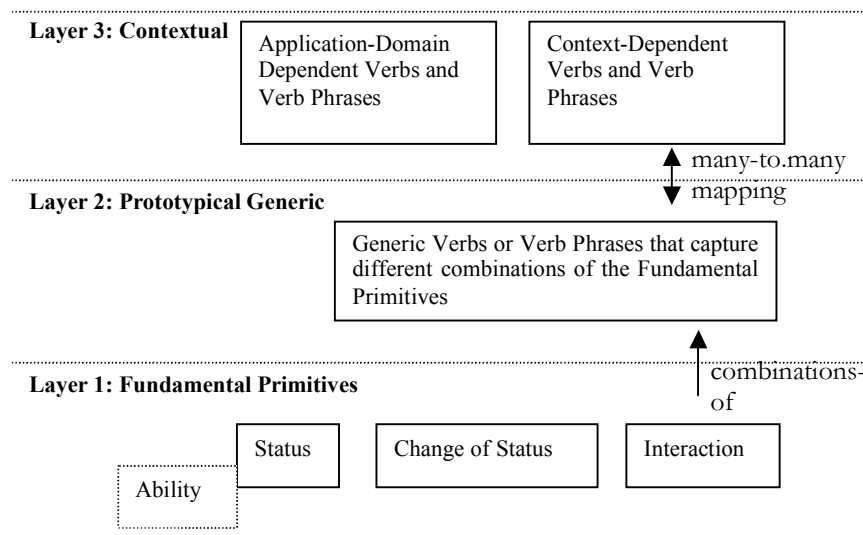 Layer 3: Contextual
Application-Domain
Dependent Verbs and
Verb Phrases
Context-Dependent
Verbs and Verb
Phrases
many-to.many
mapping
Layer 2: Prototypical Generic
Generic Verbs or Verb Phrases that capture
different combinations of the Fundamental
Primitives
combinations-
of
Layer 1: Fundamental Primitives
Status
Change of Status
Interaction
Ability